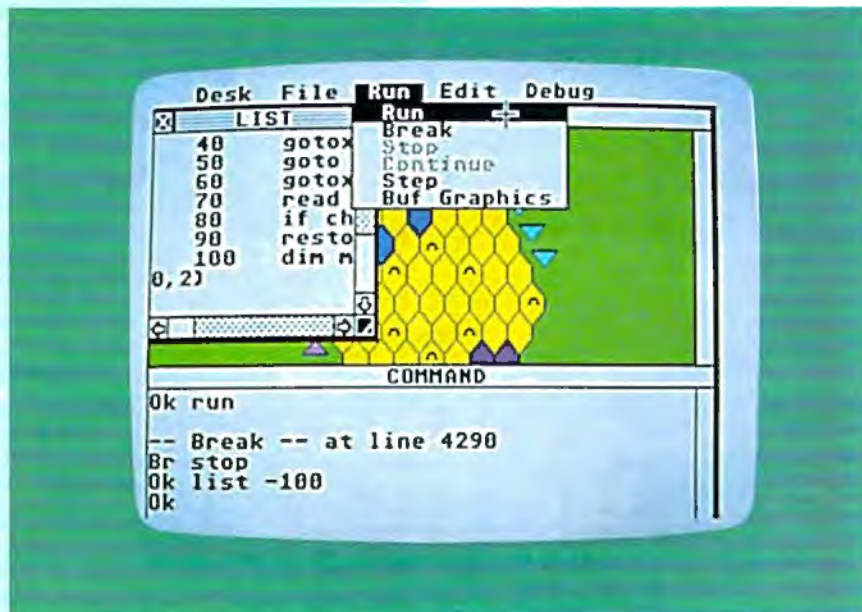 Desk File Run Edit Debug
LIST
40 gotox
50 goto
60 gotox
70 read
80 if ch
90 resto
100 dim m
0,2)
Run
Break
Stop
Continue
Step
Buf Graphics
COMMAND
Ok run
-- Break -- at line 4290
Br stop
Ok list -100
Ok